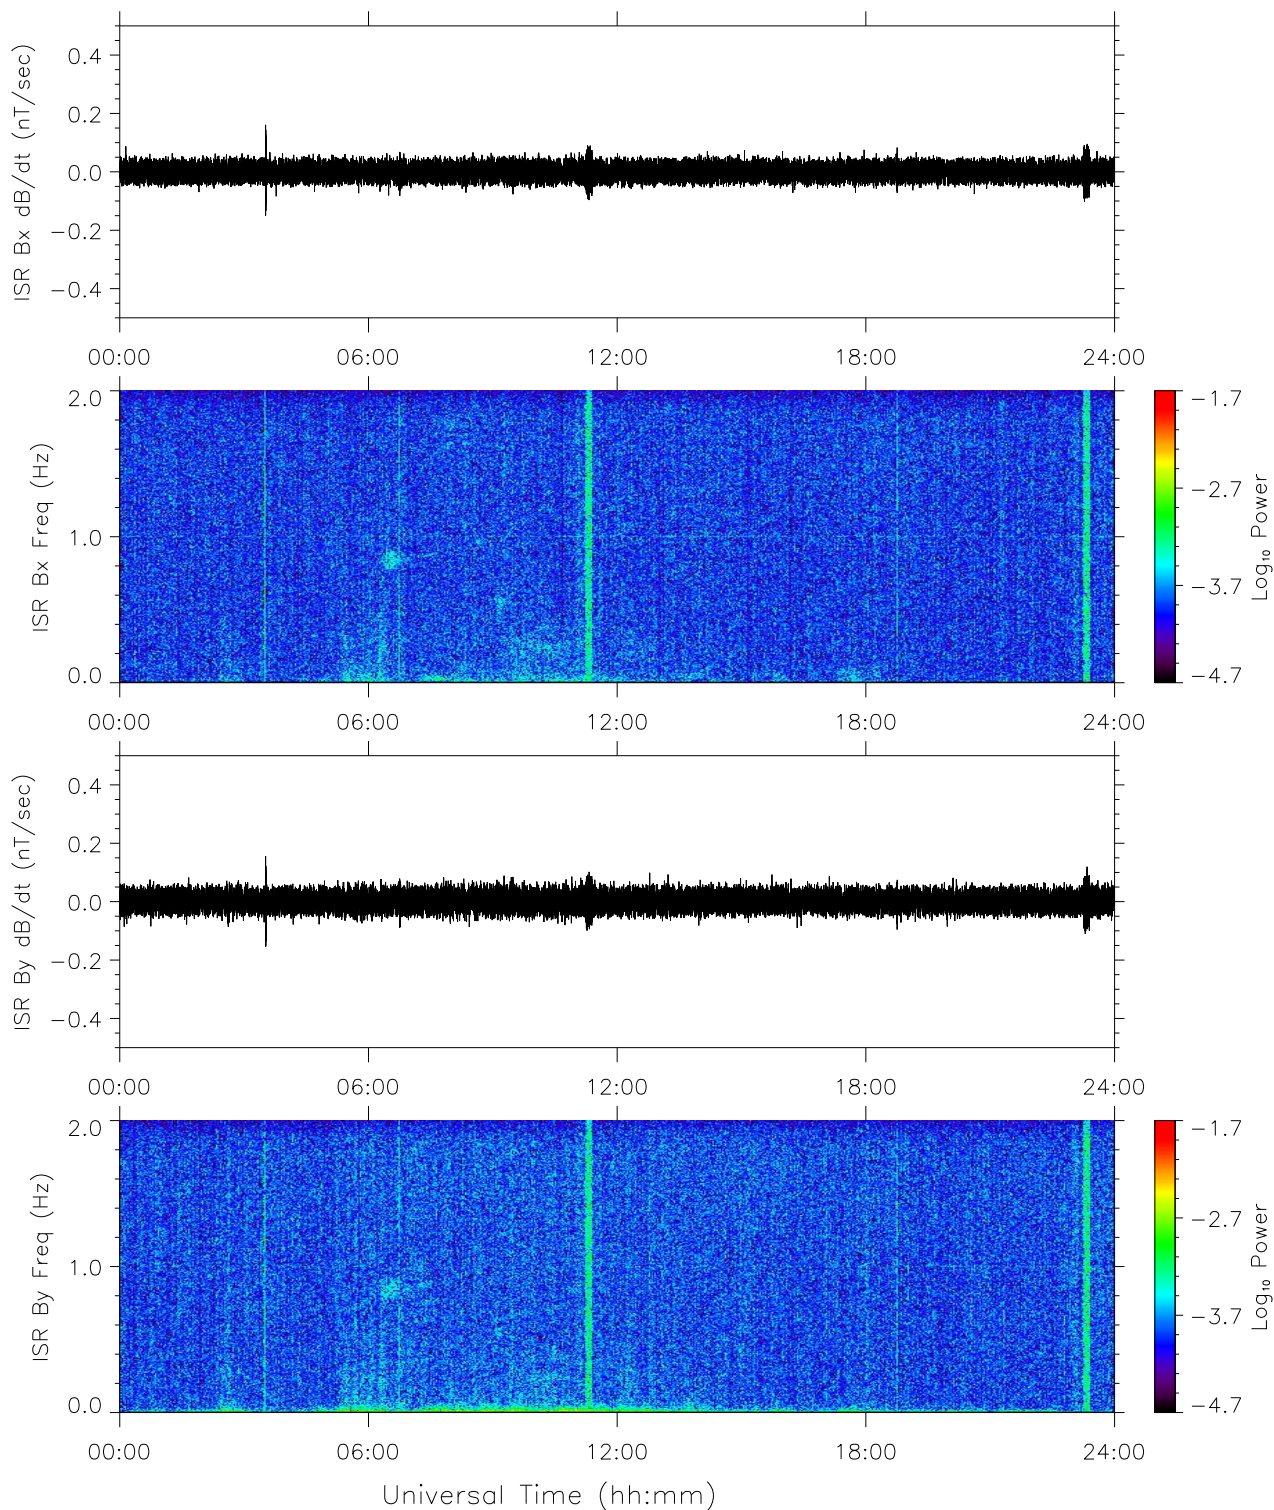 ISR Bx dB/dt (nT/sec)
0.4
0.2
0.0
−0.2
−0.4
00:00 06:00 12:00 18:00 24:00
ISR Bx Freq (Hz)
2.0
1.0
0.0
00:00 06:00 12:00 18:00 24:00
−1.7
−2.7
−3.7
−4.7
Log₁₀ Power
ISR By dB/dt (nT/sec)
0.4
0.2
0.0
−0.2
−0.4
00:00 06:00 12:00 18:00 24:00
ISR By Freq (Hz)
2.0
1.0
0.0
00:00 06:00 12:00 18:00 24:00
−1.7
−2.7
−3.7
−4.7
Log₁₀ Power
Universal Time (hh:mm)